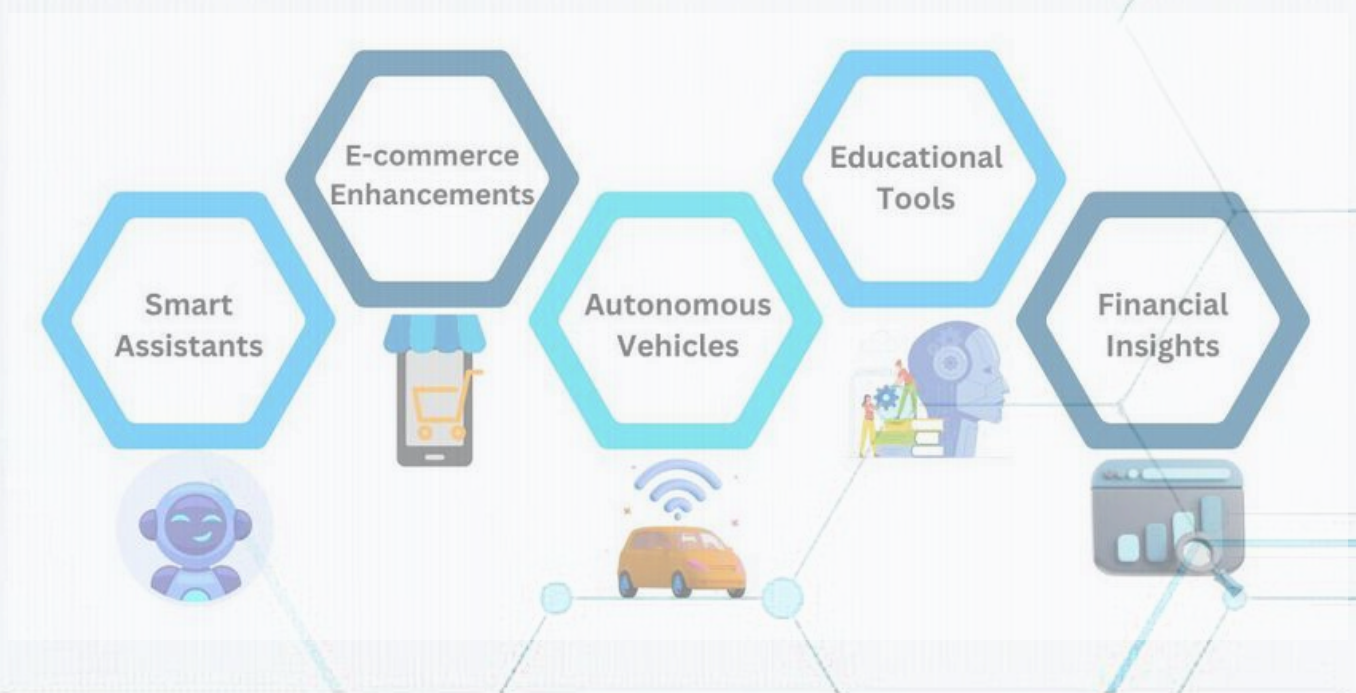 Smart
Assistants
E-commerce
Enhancements
Autonomous
Vehicles
Educational
Tools
Financial
Insights